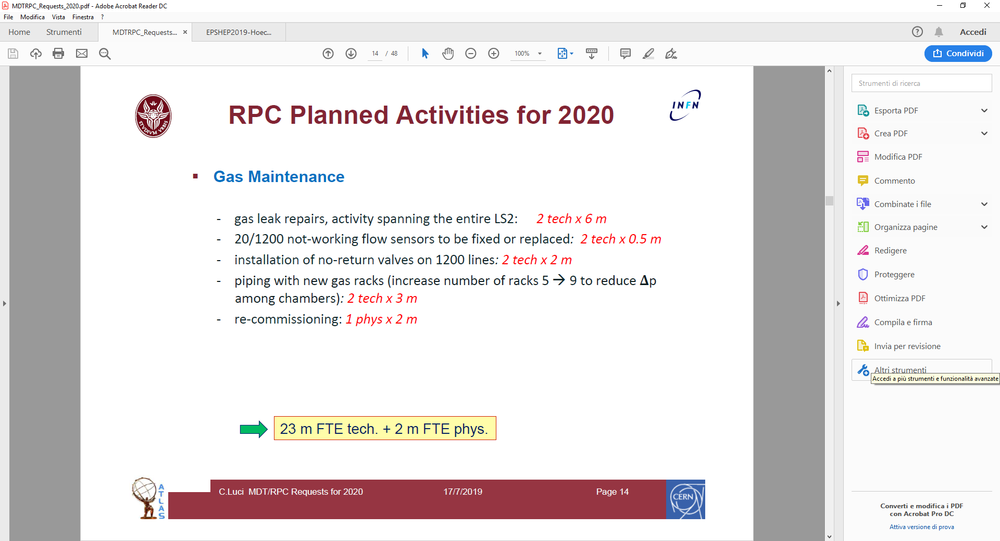 MDTRPC_Requests_2020.pdf - Adobe Acrobat Reader DC
File Modifica Vista Finestra ?
Home Strumenti MDTRPC_Requests... × EPSHEP2019-Hoec... Accedi
14 / 48 100% Condividi
Strumenti di ricerca
Esporta PDF
Crea PDF
Modifica PDF
Commento
Combinate i file
Organizza pagine
Redigere
Proteggere
Ottimizza PDF
Compila e firma
Invia per revisione
Altri strumenti
Accedi a più strumenti e funzionalità avanzate
Converti e modifica i PDF
con Acrobat Pro DC
Attiva versione di prova
STVDIVM VRBIS
RPC Planned Activities for 2020
INFN
▪ Gas Maintenance
- gas leak repairs, activity spanning the entire LS2: 2 tech x 6 m
- 20/1200 not-working flow sensors to be fixed or replaced: 2 tech x 0.5 m
- installation of no-return valves on 1200 lines: 2 tech x 2 m
- piping with new gas racks (increase number of racks 5 → 9 to reduce Δp
among chambers): 2 tech x 3 m
- re-commissioning: 1 phys x 2 m
23 m FTE tech. + 2 m FTE phys.
ATLAS
C.Luci MDT/RPC Requests for 2020 17/7/2019 Page 14
CERN